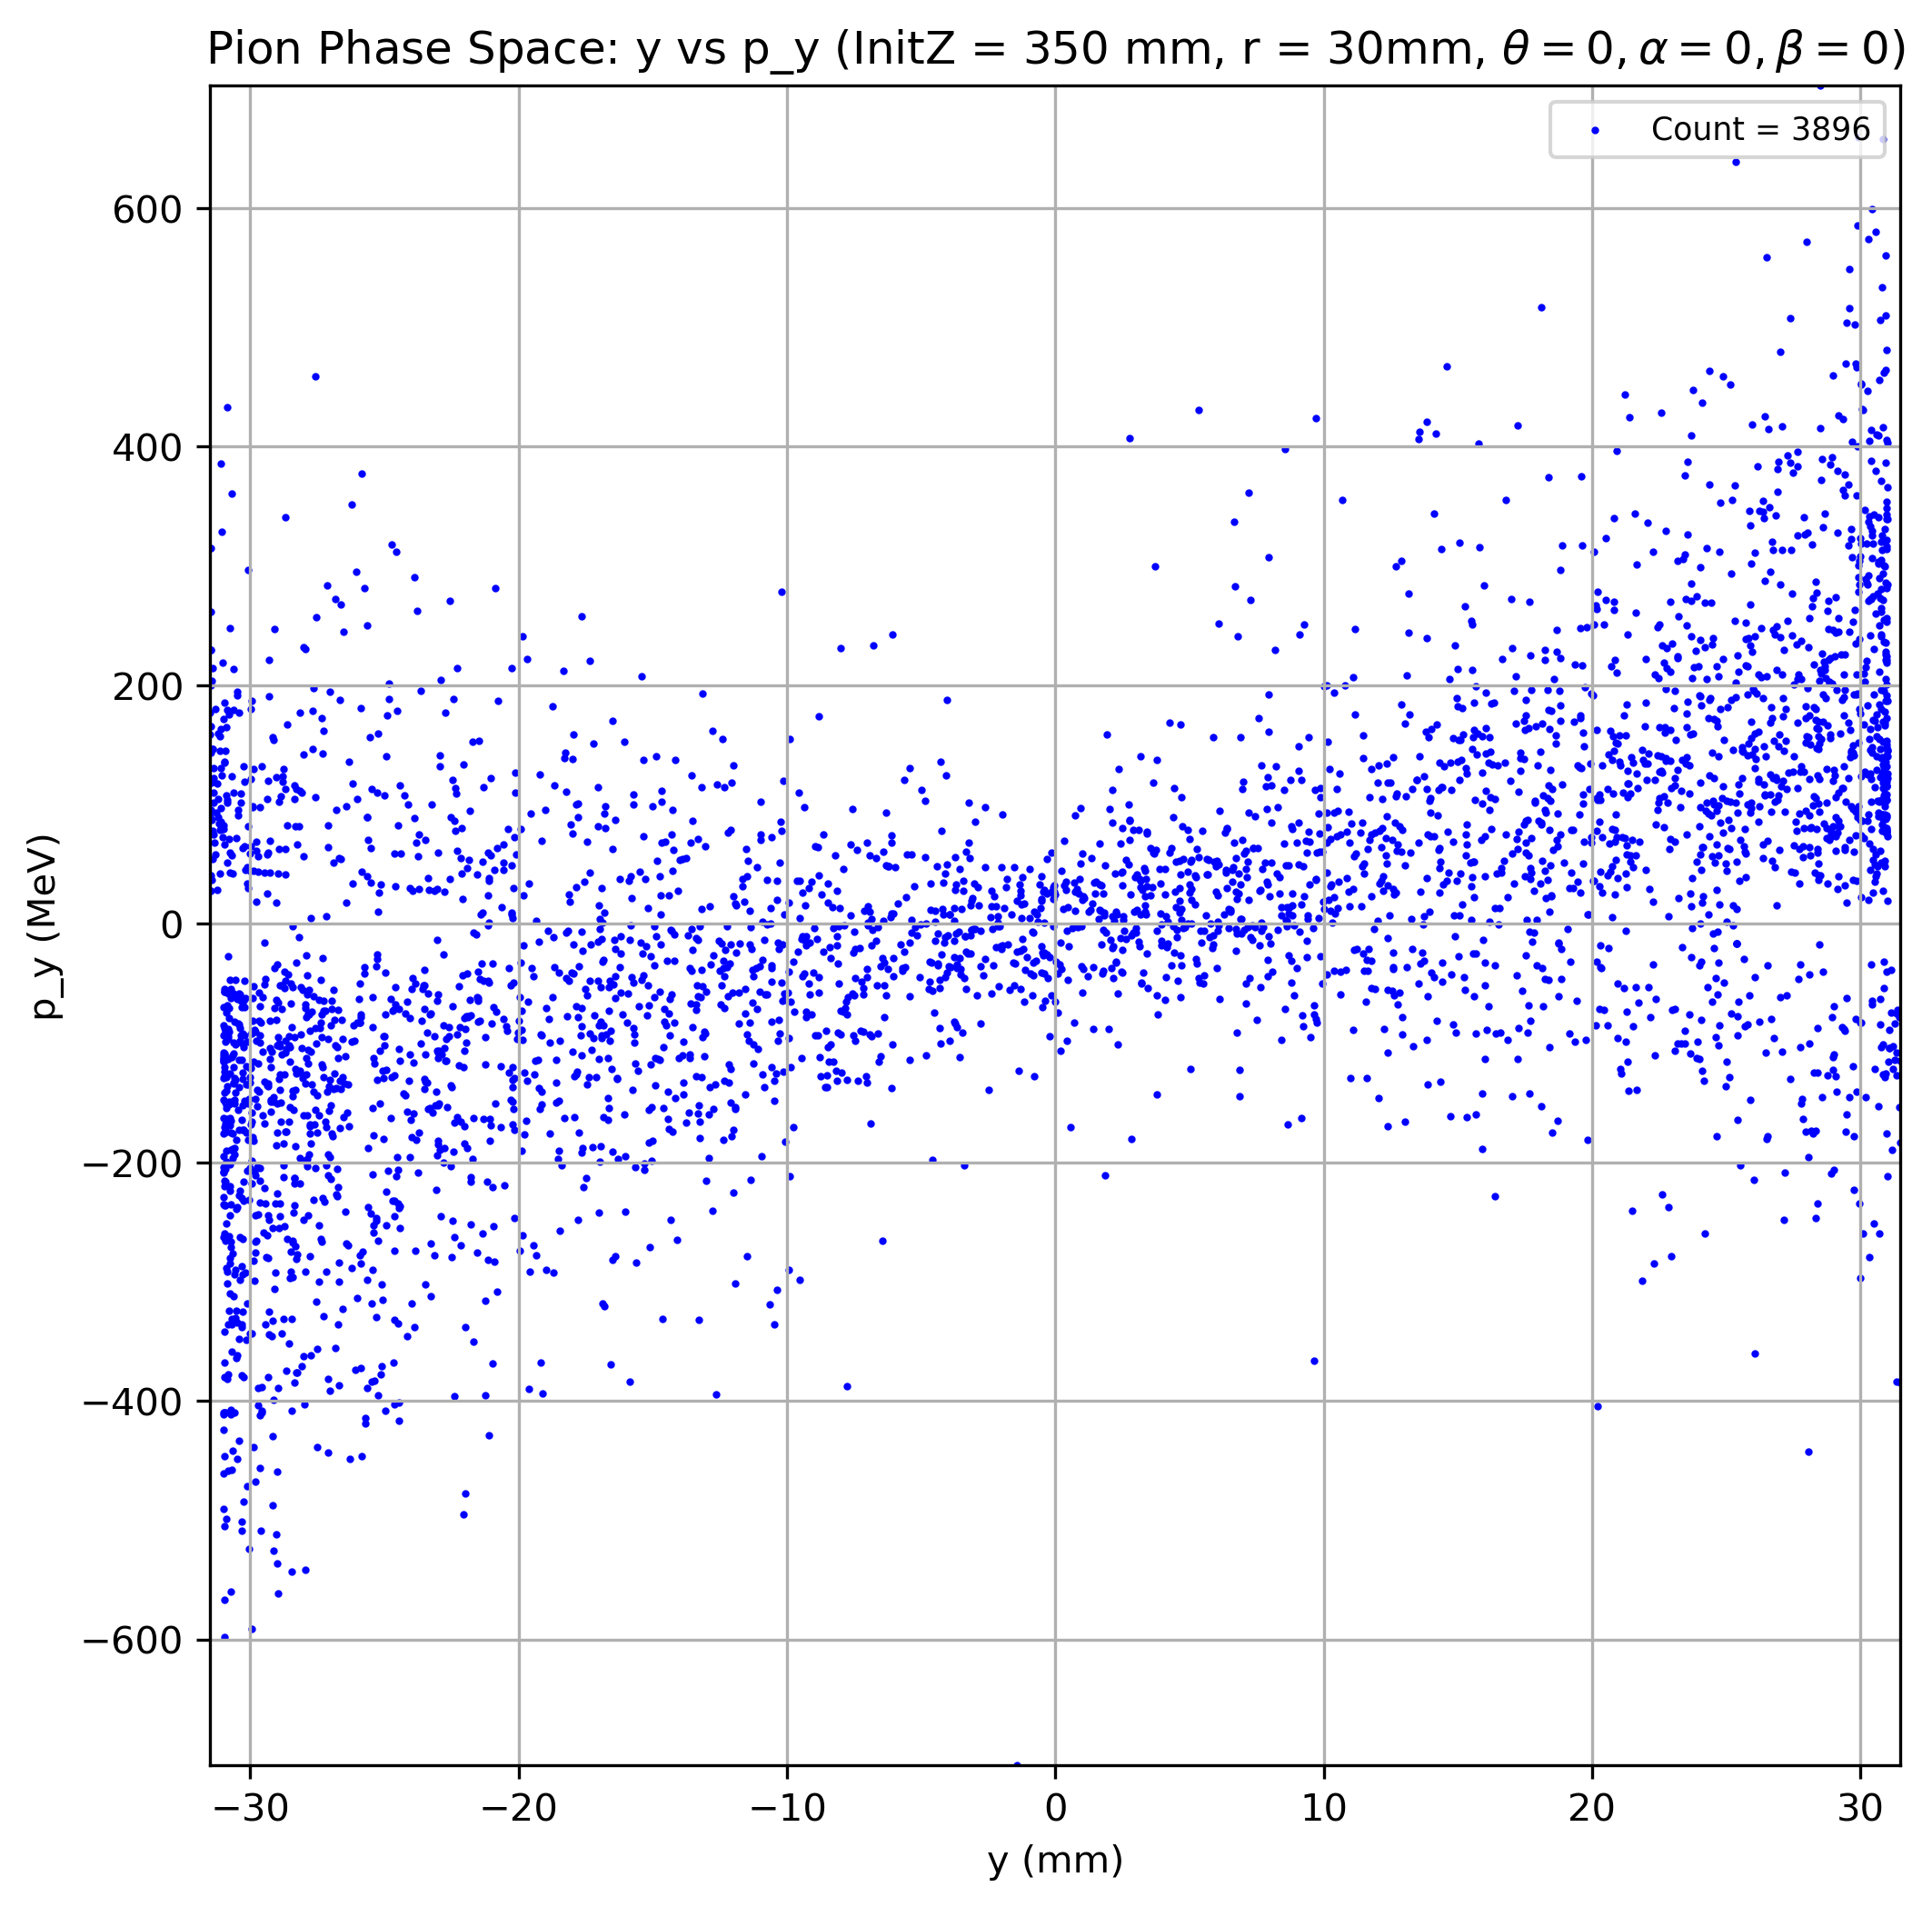 Pion Phase Space: y vs p_y (InitZ = 350 mm, r = 30mm, θ = 0, α = 0, β = 0)
Count = 3896
600
400
200
0
−200
−400
−600
p_y (MeV)
−30 −20 −10 0 10 20 30
y (mm)